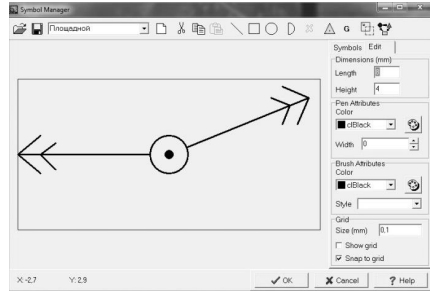 Symbol Manager
Площадной
G
Symbols Edit
Dimensions (mm)
Length
Height 4
Pen Attributes
Color
clBlack
Width 0
Brush Attributes
Color
clBlack
Style
Grid
Size (mm) 0,1
Show grid
Snap to grid
X:-2.7 Y: 2.9
OK Cancel Help